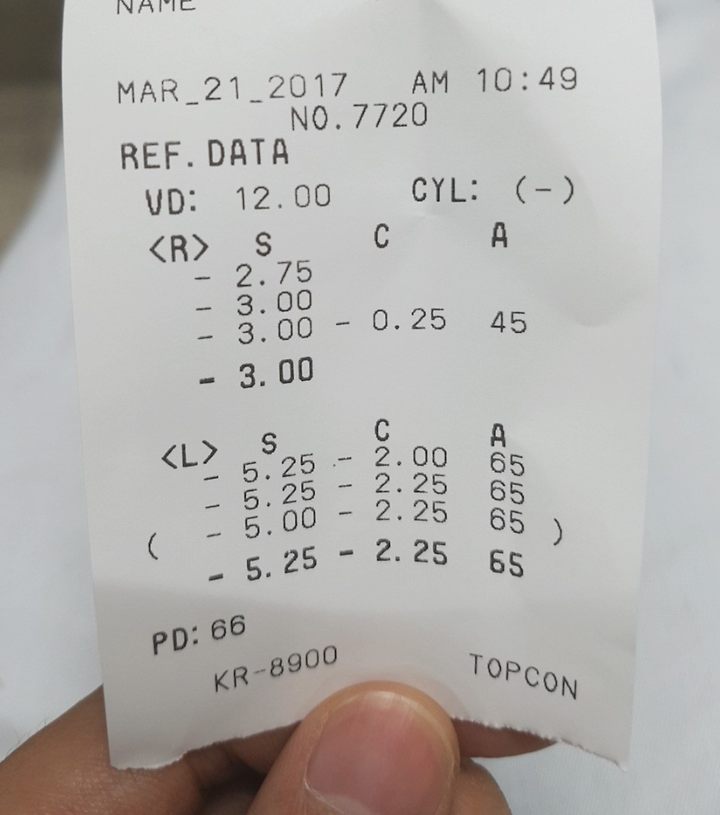 NAME
MAR_21_2017 AM 10:49
NO.7720
REF. DATA
VD: 12.00 CYL: (-)
<R> S C A
- 2.75
- 3.00
- 3.00 - 0.25 45
- 3.00
<L> S C A
- 5.25 - 2.00 65
- 5.25 - 2.25 65
( - 5.00 - 2.25 65 )
- 5.25 - 2.25 65
PD: 66
KR-8900 TOPCON